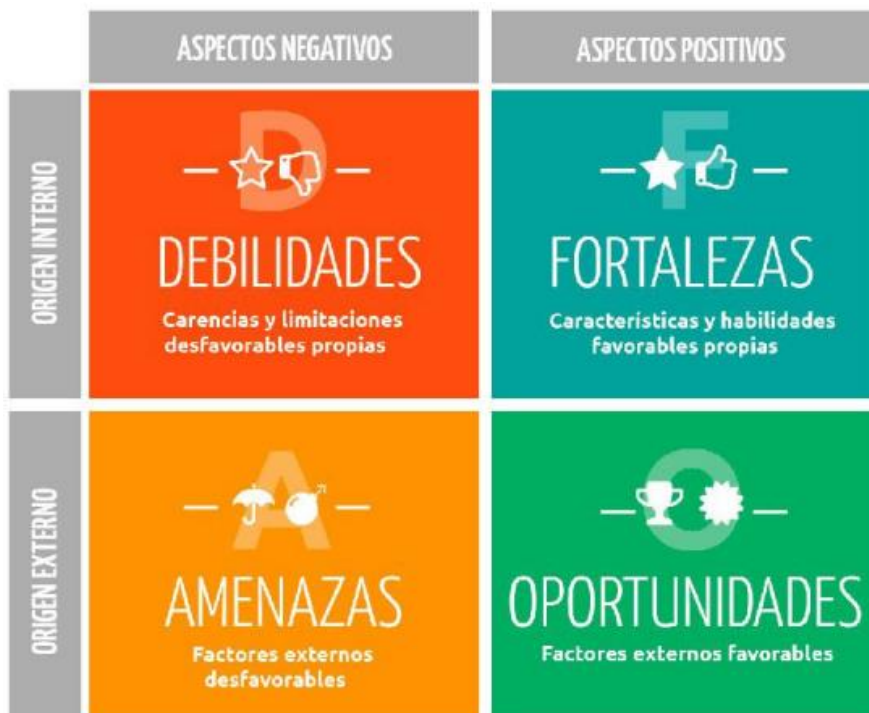 ASPECTOS NEGATIVOS
ASPECTOS POSITIVOS
ORIGEN INTERNO
D
DEBILIDADES
Carencias y limitaciones
desfavorables propias
F
FORTALEZAS
Características y habilidades
favorables propias
ORIGEN EXTERNO
A
AMENAZAS
Factores externos
desfavorables
O
OPORTUNIDADES
Factores externos favorables